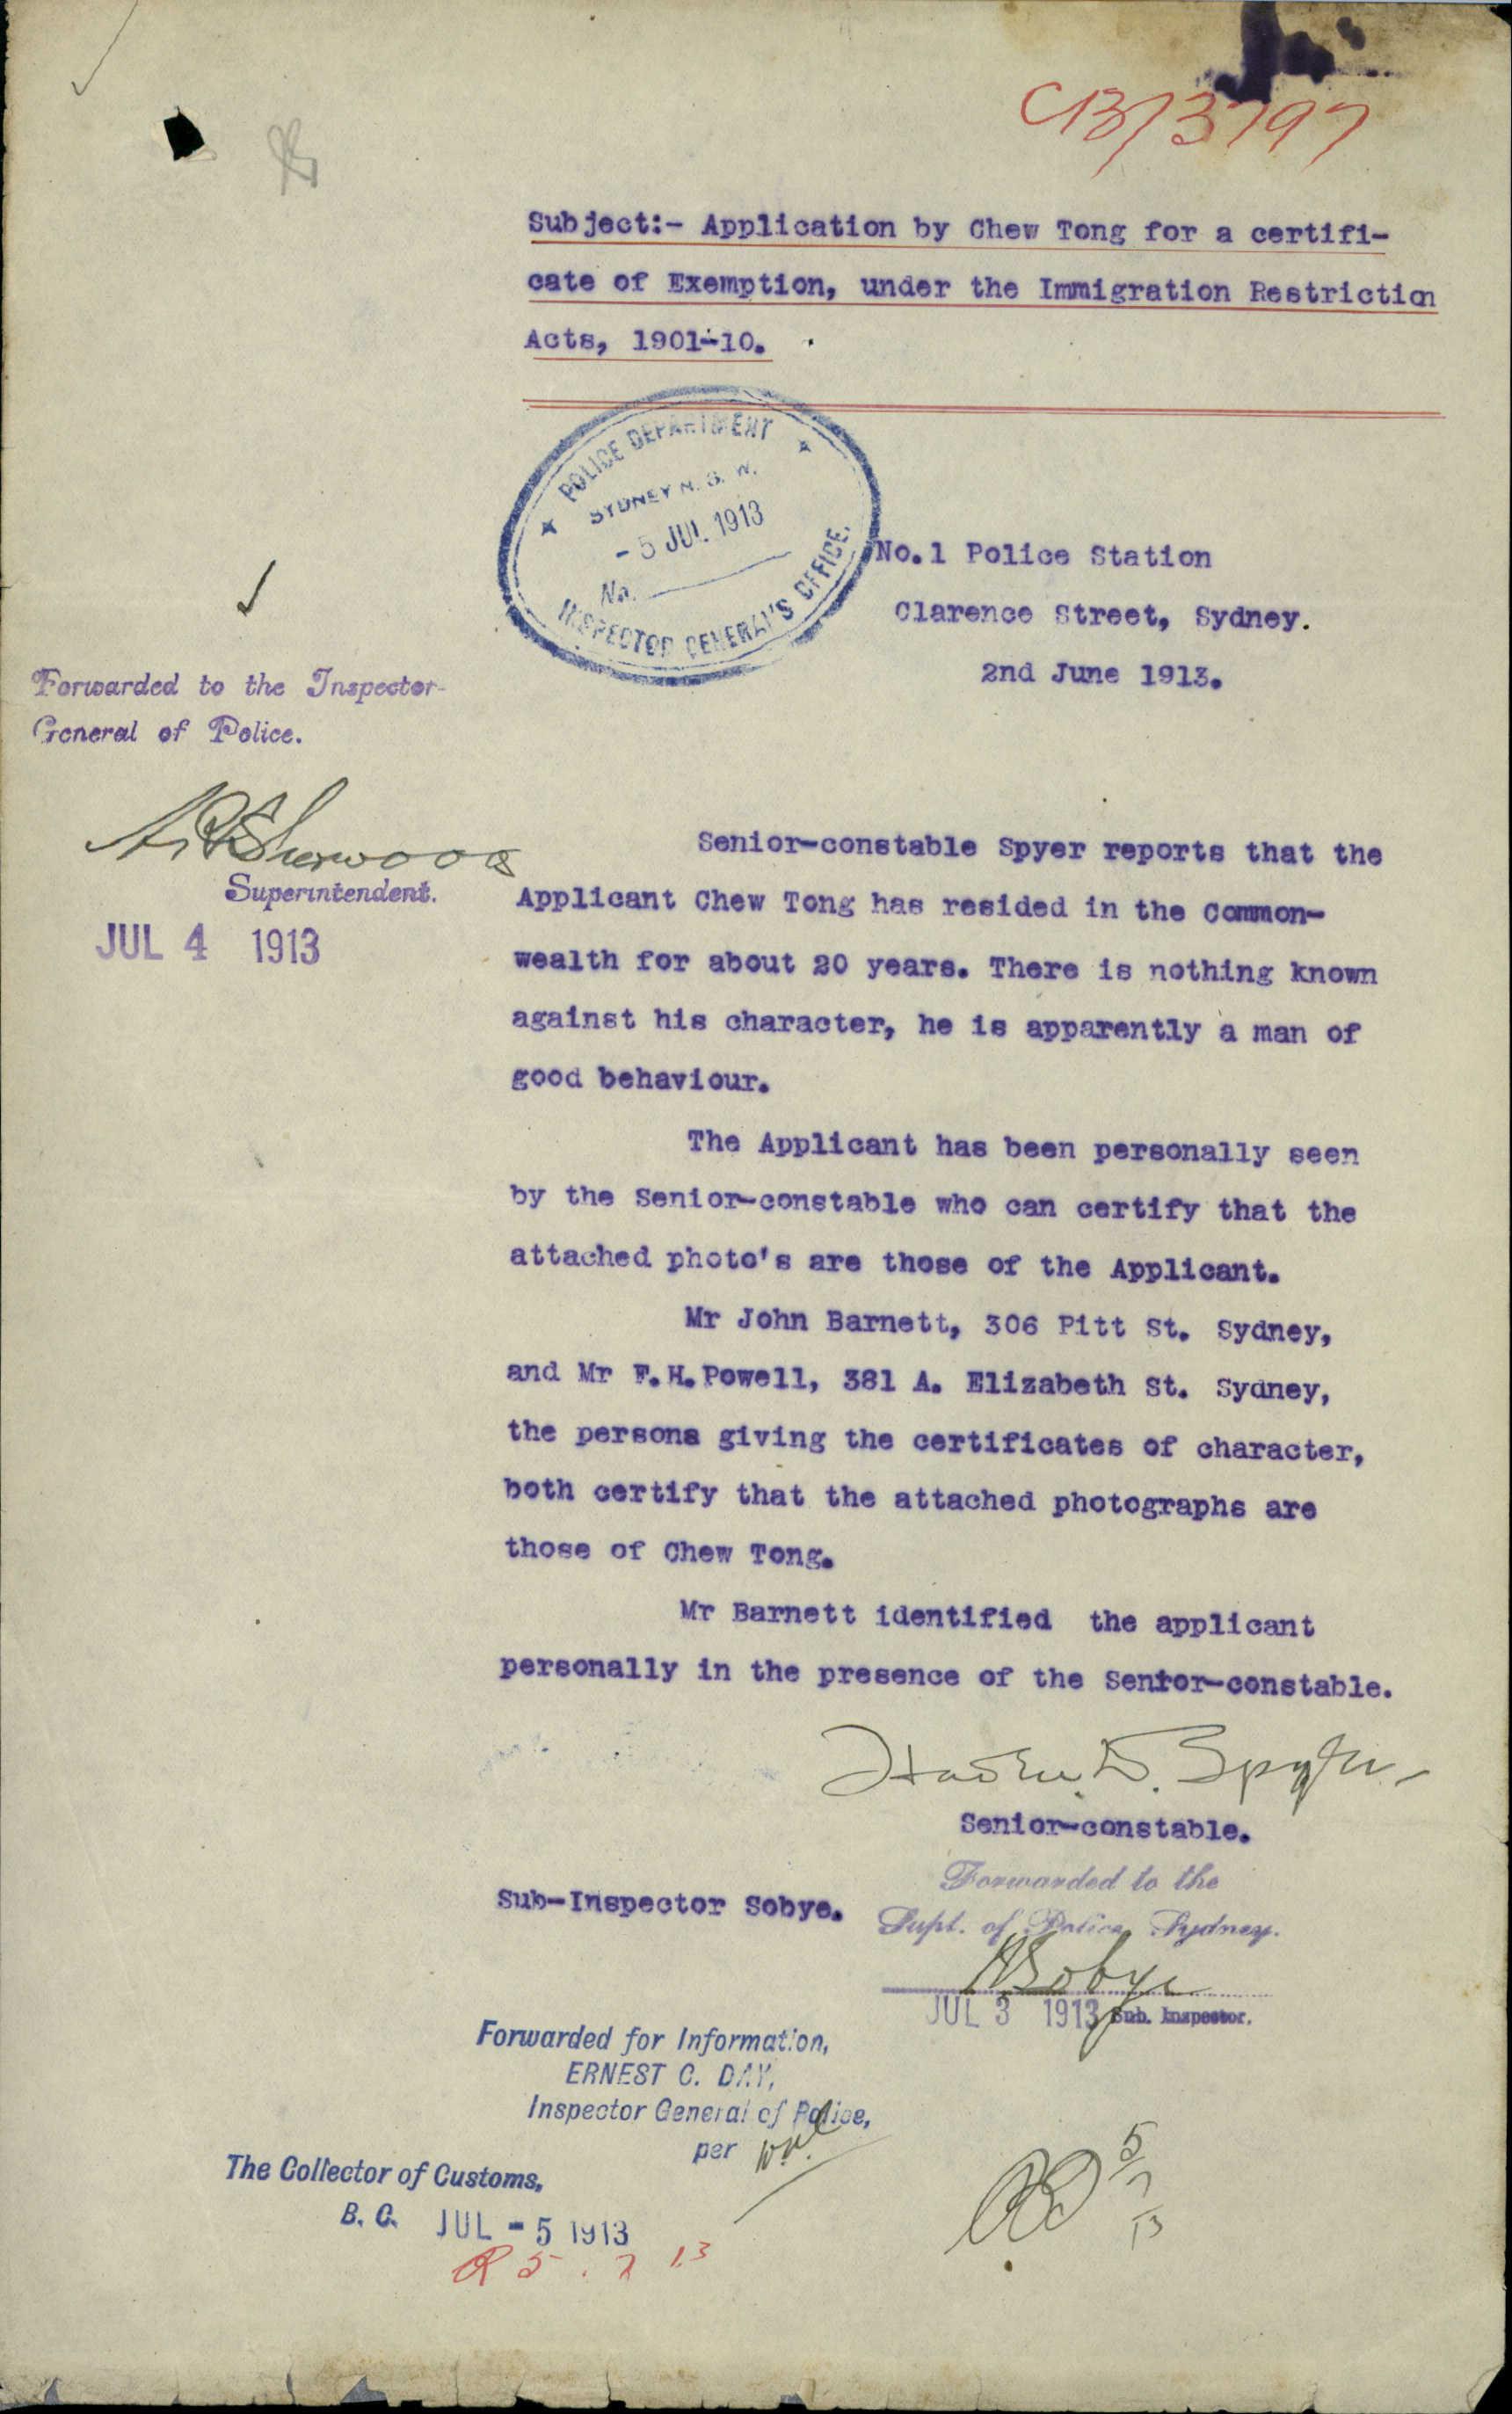 C13/3797
Subject:- Application by Chew Tong for a certifi-
cate of Exemption, under the Immigration Restriction
Acts, 1901-10.
POLICE DEPARTMENT
SYDNEY N. S. W.
- 5 JUL 1913
No.
INSPECTOR GENERAL'S OFFICE.
No.1 Police Station
Clarence Street, Sydney.
2nd June 1913.
Forwarded to the Inspector-
General of Police.
Superintendent.
JUL 4 1913
Senior-constable Spyer reports that the
Applicant Chew Tong has resided in the Common-
wealth for about 20 years. There is nothing known
against his character, he is apparently a man of
good behaviour.
The Applicant has been personally seen
by the Senior-constable who can certify that the
attached photo's are those of the Applicant.
Mr John Barnett, 306 Pitt St. Sydney,
and Mr F.H.Powell, 381 A. Elizabeth St. Sydney,
the persons giving the certificates of character,
both certify that the attached photographs are
those of Chew Tong.
Mr Barnett identified the applicant
personally in the presence of the Senior-constable.
Spyer
Senior-constable.
Sub-Inspector Sobye.
Forwarded to the
Supt. of Police Sydney.
Sobye
JUL 3 1913 Sub. Inspector.
Forwarded for Information,
ERNEST C. DAY,
Inspector General of Police,
per
The Collector of Customs,
B. C. JUL - 5 1913
R 5 . 7 13
5/7/13